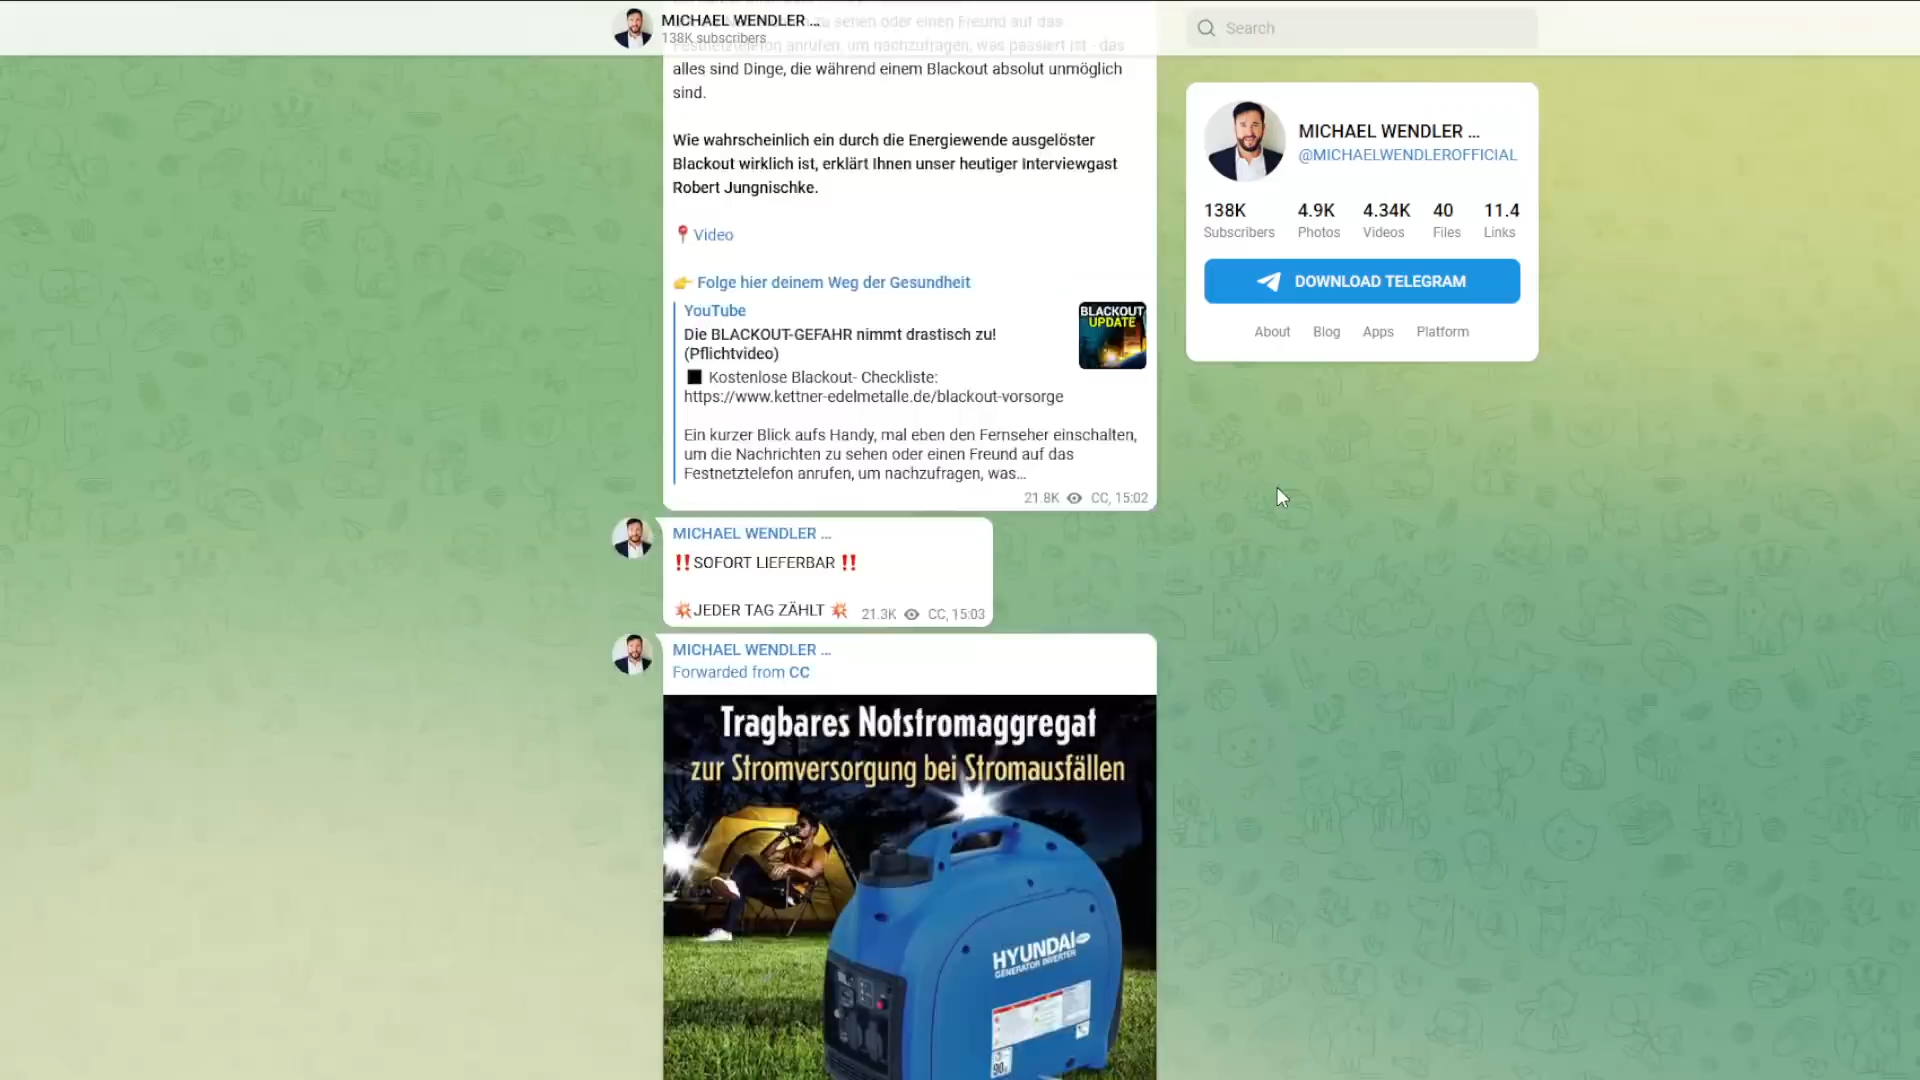 MICHAEL WENDLER ...
138K subscribers
Search
zu sehen oder einen Freund auf das
Festnetztelefon anrufen, um nachzufragen, was passiert ist - das
alles sind Dinge, die während einem Blackout absolut unmöglich
sind.
Wie wahrscheinlich ein durch die Energiewende ausgelöster
Blackout wirklich ist, erklärt Ihnen unser heutiger Interviewgast
Robert Jungnischke.
📍Video
👉 Folge hier deinem Weg der Gesundheit
YouTube
Die BLACKOUT-GEFAHR nimmt drastisch zu!
(Pflichtvideo)
⬛ Kostenlose Blackout- Checkliste:
https://www.kettner-edelmetalle.de/blackout-vorsorge
Ein kurzer Blick aufs Handy, mal eben den Fernseher einschalten,
um die Nachrichten zu sehen oder einen Freund auf das
Festnetztelefon anrufen, um nachzufragen, was...
BLACKOUT
UPDATE
21.8K CC, 15:02
MICHAEL WENDLER ...
‼️SOFORT LIEFERBAR ‼️
💥JEDER TAG ZÄHLT 💥
21.3K CC, 15:03
MICHAEL WENDLER ...
Forwarded from CC
Tragbares Notstromaggregat
zur Stromversorgung bei Stromausfällen
HYUNDAI
GENERATOR INVERTER
90
MICHAEL WENDLER ...
@MICHAELWENDLEROFFICIAL
138K 4.9K 4.34K 40 11.4
Subscribers Photos Videos Files Links
DOWNLOAD TELEGRAM
About Blog Apps Platform